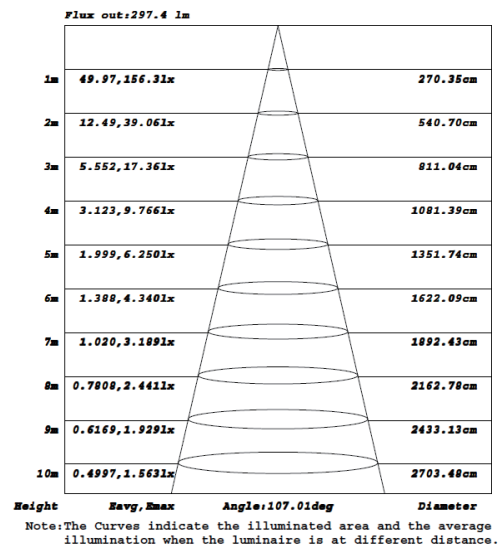 Flux out:297.4 lm
1m 49.97,156.3lx 270.35cm
2m 12.49,39.06lx 540.70cm
3m 5.552,17.36lx 811.04cm
4m 3.123,9.766lx 1081.39cm
5m 1.999,6.250lx 1351.74cm
6m 1.388,4.340lx 1622.09cm
7m 1.020,3.189lx 1892.43cm
8m 0.7808,2.441lx 2162.78cm
9m 0.6169,1.929lx 2433.13cm
10m 0.4997,1.563lx 2703.48cm
Height Eavg,Emax Angle:107.01deg Diameter
Note:The Curves indicate the illuminated area and the average
illumination when the luminaire is at different distance.